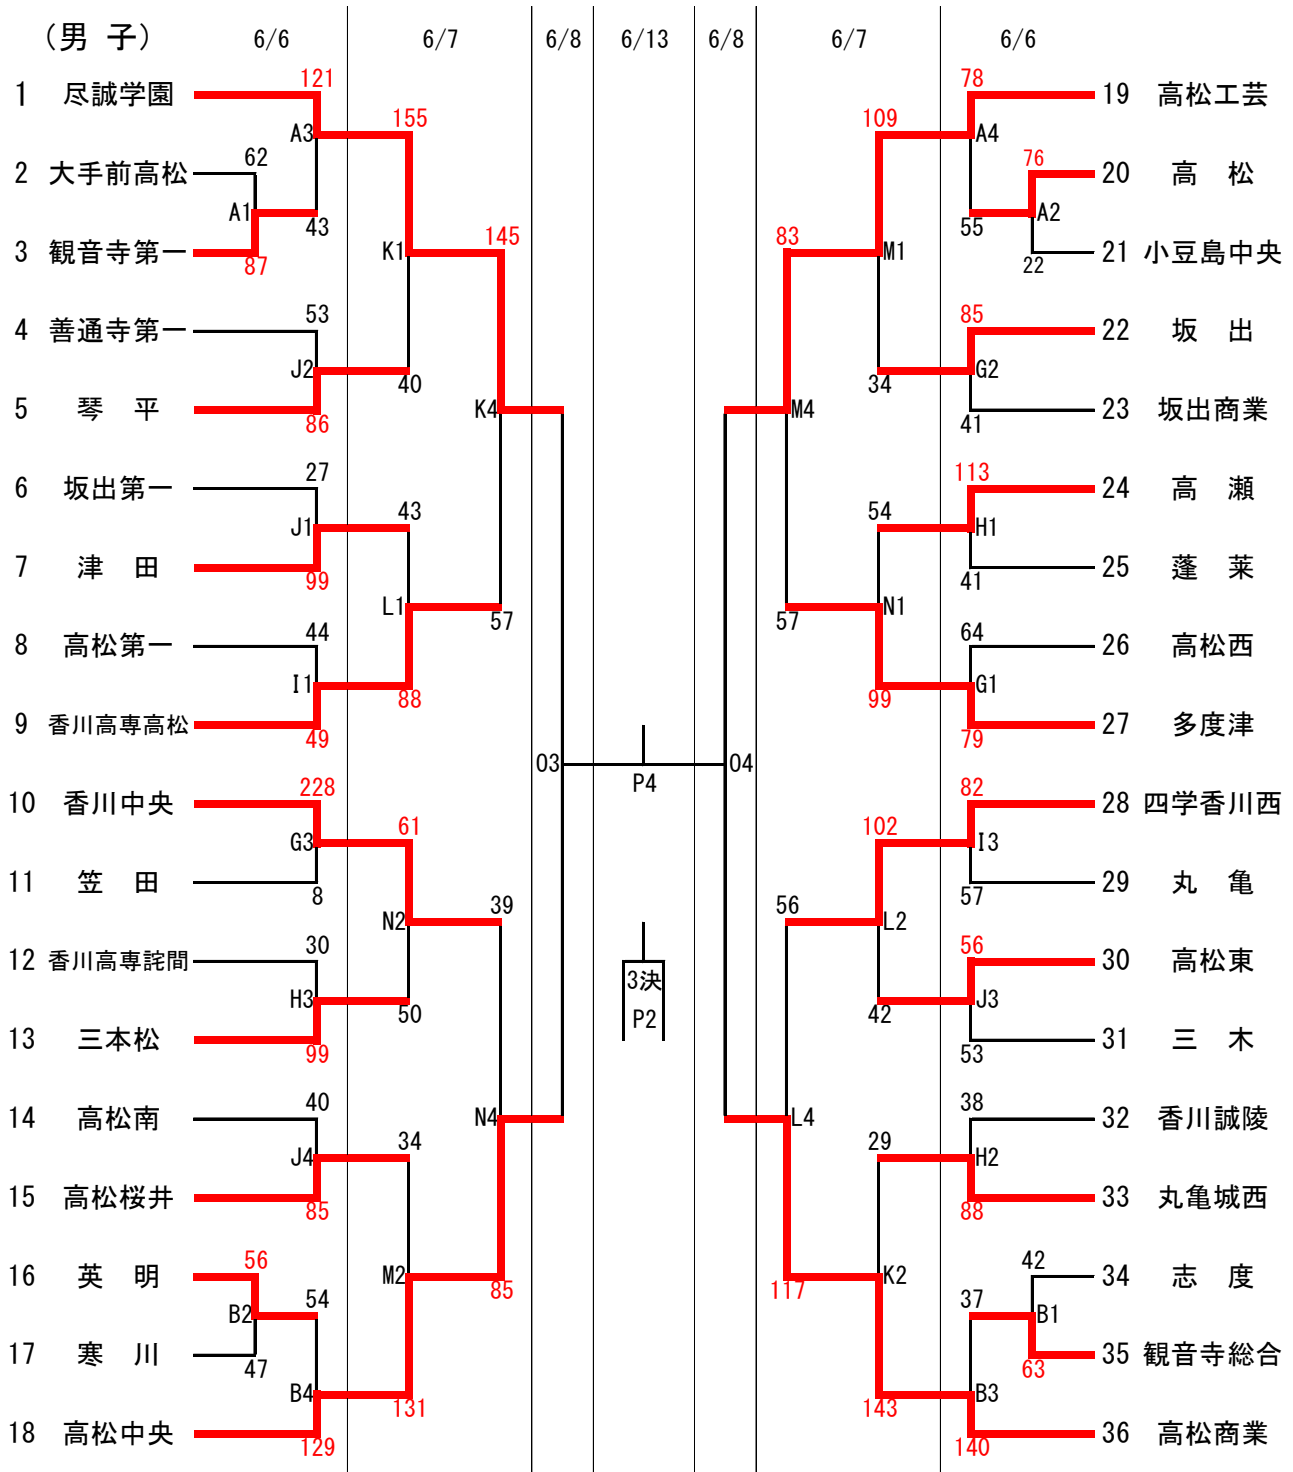 (男 子) 6/6 6/7 6/8 6/13 6/8 6/7 6/6
121 78
1 尽誠学園 19 高松工芸
155 109
A3 A4
62 76
2 大手前高松 20 高 松
A1 43 55 A2
145 83
3 観音寺第一 K1 M1 21 小豆島中央
87 22
53 85
4 善通寺第一 22 坂 出
J2 40 34 G2
5 琴 平 K4 M4 23 坂出商業
86 41
27 113
6 坂出第一 24 高 瀬
43 54
J1 H1
7 津 田 25 蓬 莱
99 41
L1 57 57 N1
44 64
8 高松第一 26 高松西
I1 88 99 G1
9 香川高専高松 27 多度津
49 79
O3 O4
P4
228 82
10 香川中央 28 四学香川西
61 102
G3 I3
11 笠 田 29 丸 亀
8 57
39 56
N2 L2
30 56
12 香川高専詫間 30 高松東
3決
H3 50 P2 42 J3
13 三本松 31 三 木
99 53
40 38
14 高松南 N4 L4 32 香川誠陵
34 29
J4 H2
15 高松桜井 33 丸亀城西
85 88
56 42
16 英 明 M2 85 117 K2 34 志 度
54 37
B2 B1
17 寒 川 35 観音寺総合
47 63
B4 131 143 B3
18 高松中央 36 高松商業
129 140